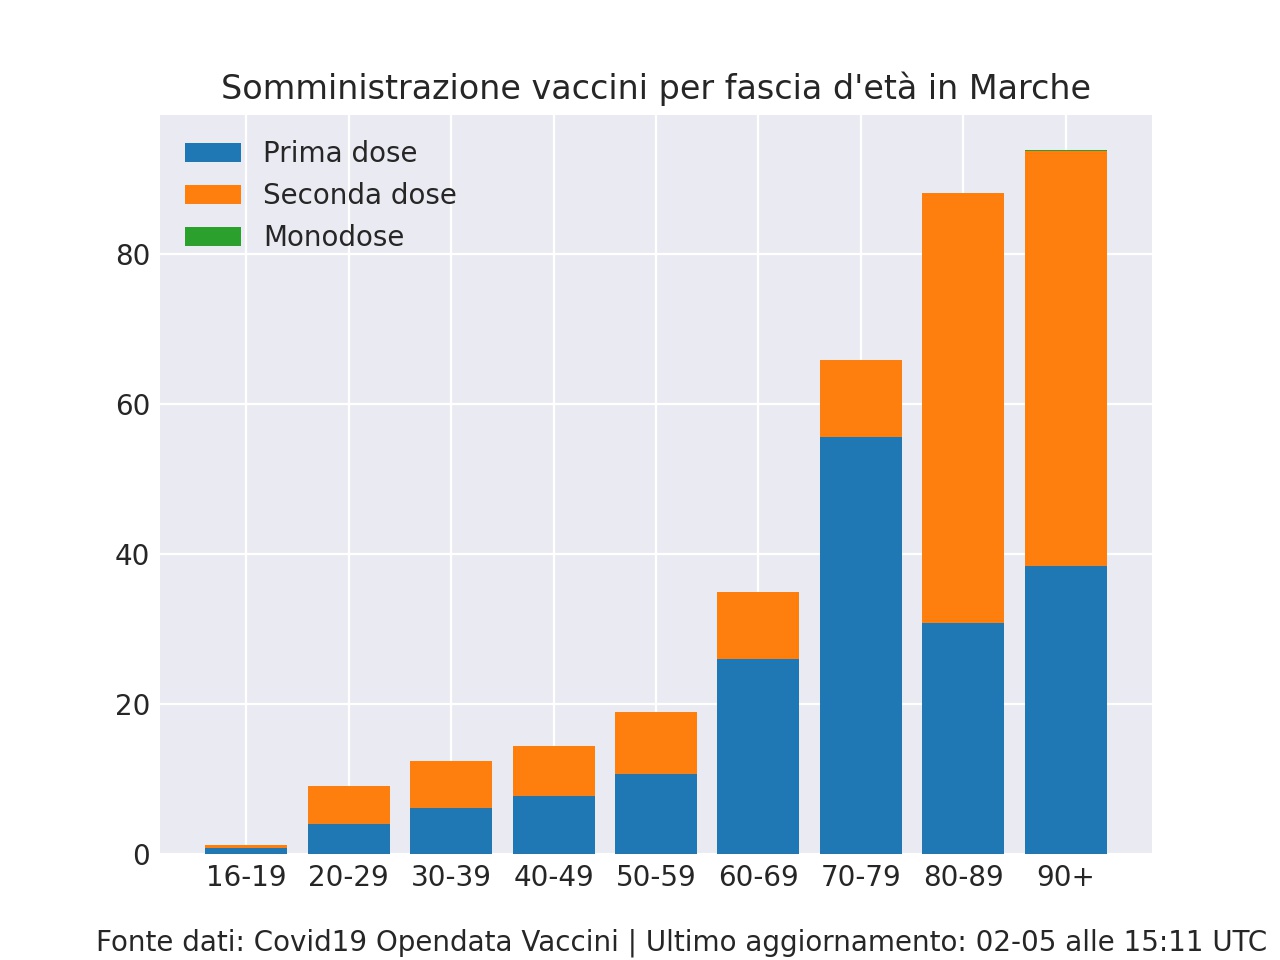 Somministrazione vaccini per fascia d'età in Marche
Prima dose
Seconda dose
Monodose
80
60
40
20
0
16-19 20-29 30-39 40-49 50-59 60-69 70-79 80-89 90+
Fonte dati: Covid19 Opendata Vaccini | Ultimo aggiornamento: 02-05 alle 15:11 UTC